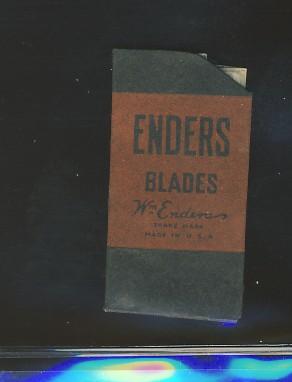 ENDERS
BLADES
Wm. Enders
TRADE MARK
MADE IN U.S.A